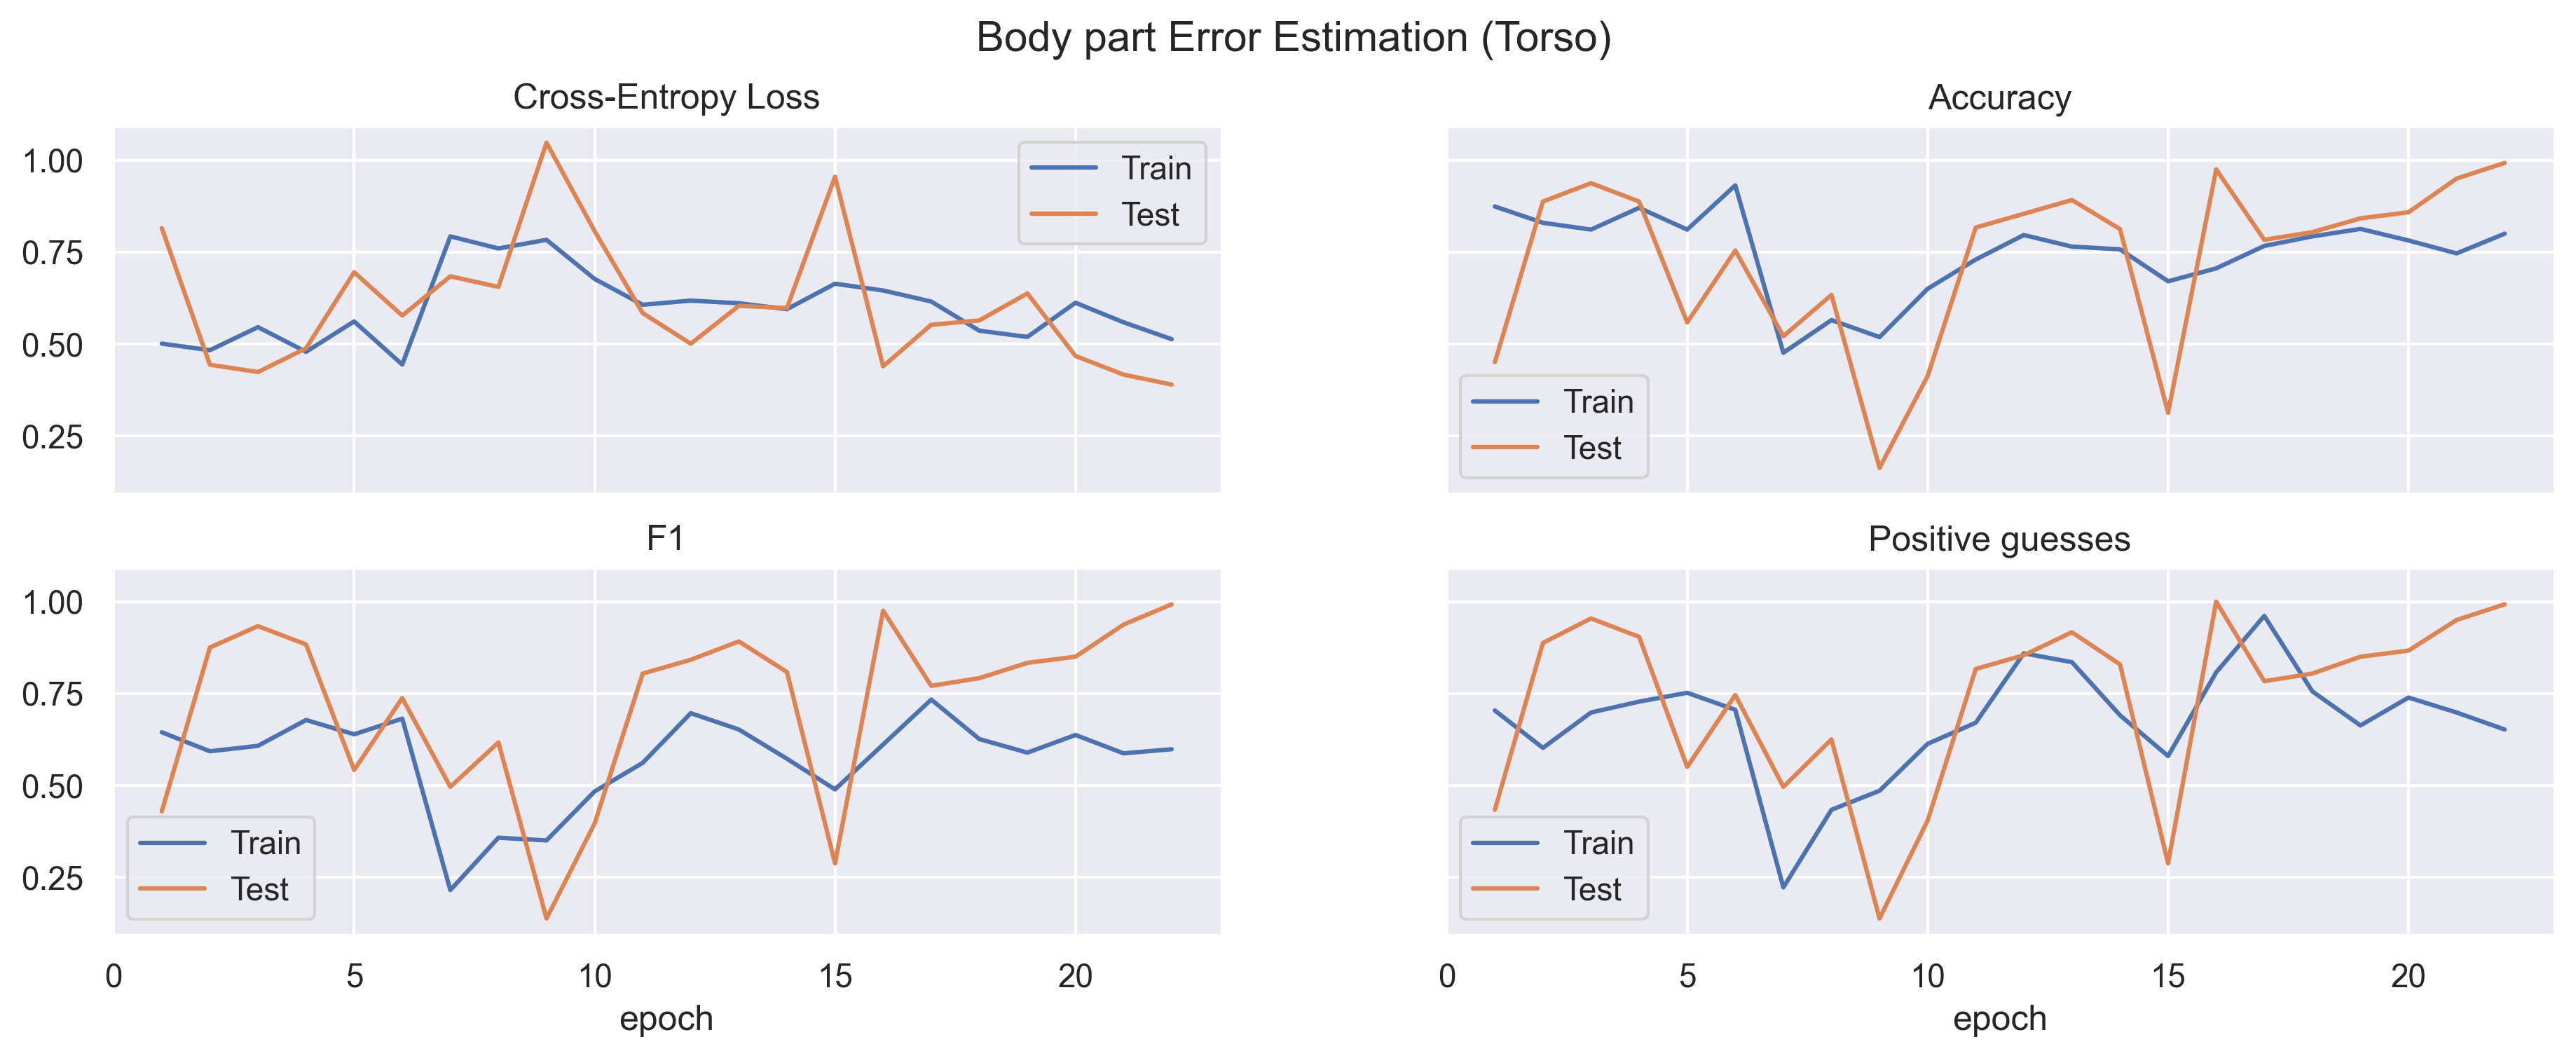 Body part Error Estimation (Torso)
Cross-Entropy Loss
1.00
0.75
0.50
0.25
Train
Test
Accuracy
Train
Test
F1
1.00
0.75
0.50
0.25
Train
Test
0
5
10
15
20
epoch
Positive guesses
Train
Test
0
5
10
15
20
epoch